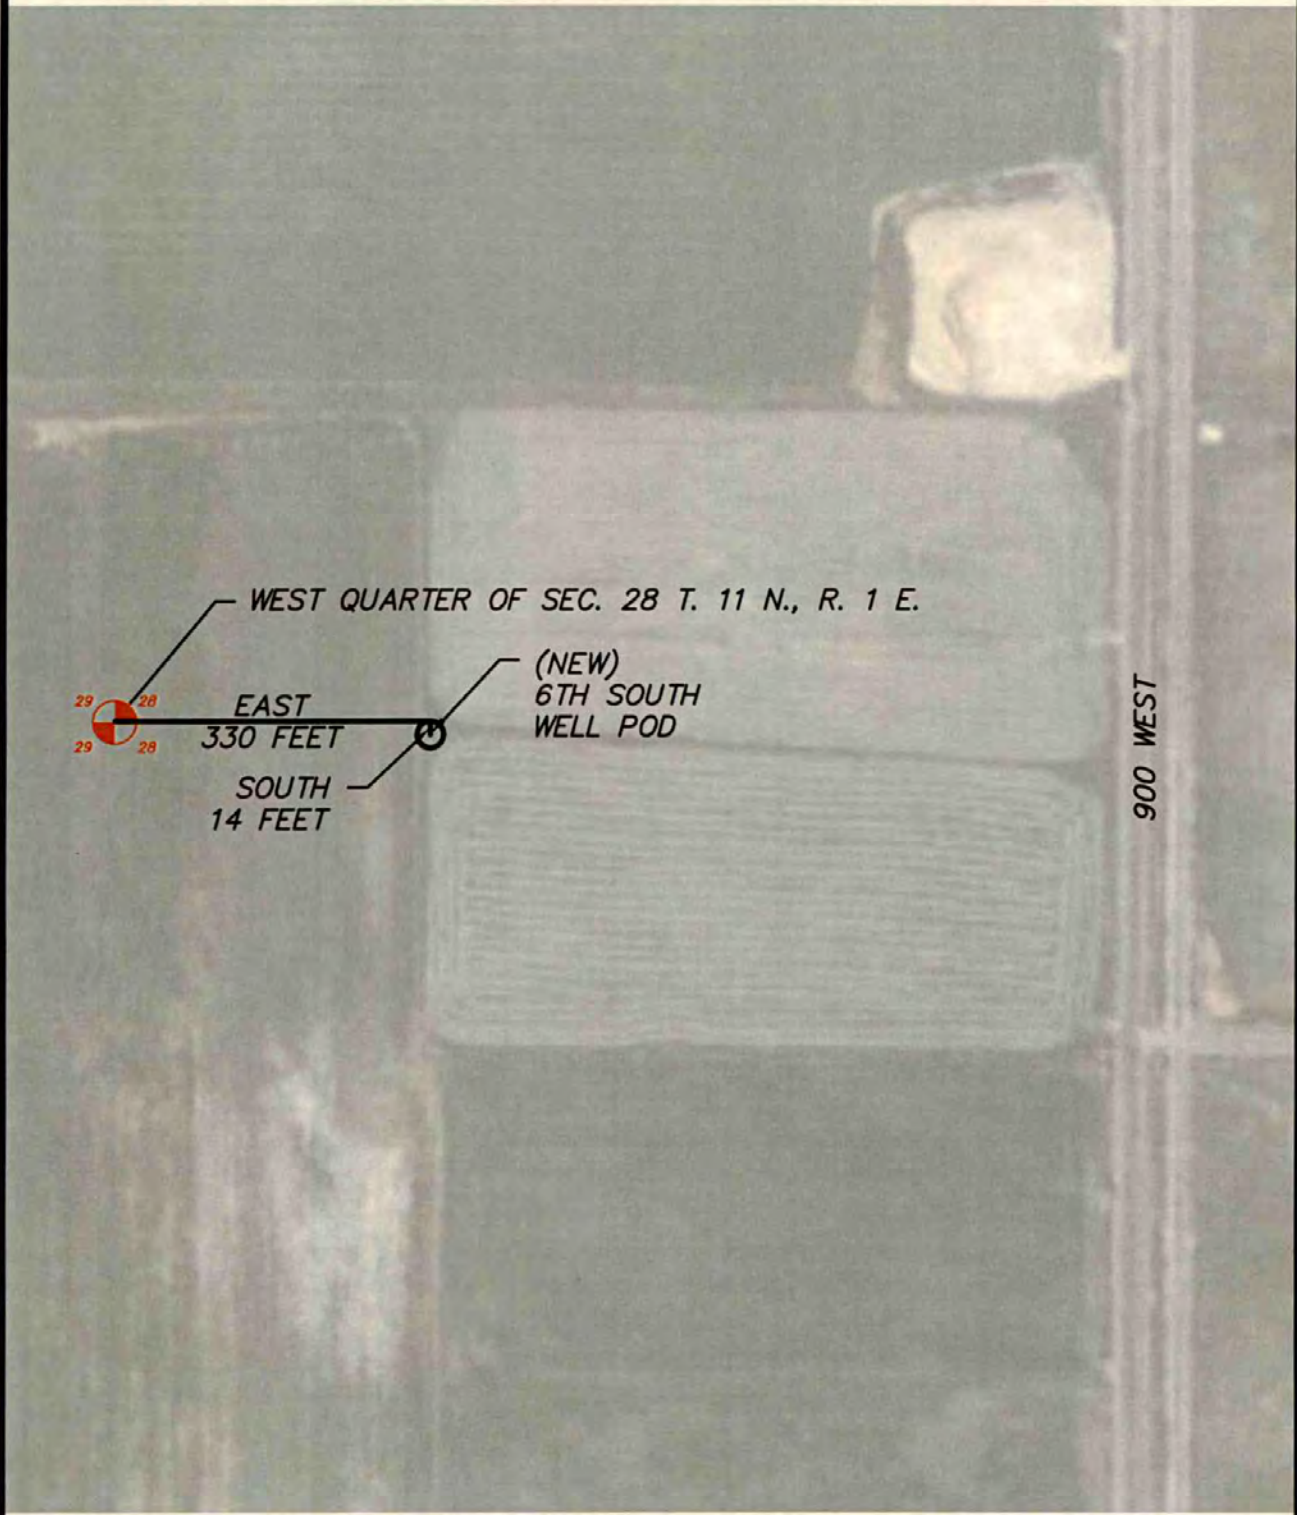 WEST QUARTER OF SEC. 28 T. 11 N., R. 1 E.
(NEW)
6TH SOUTH
WELL POD
29 28
EAST
330 FEET
29 28
SOUTH
14 FEET
900 WEST